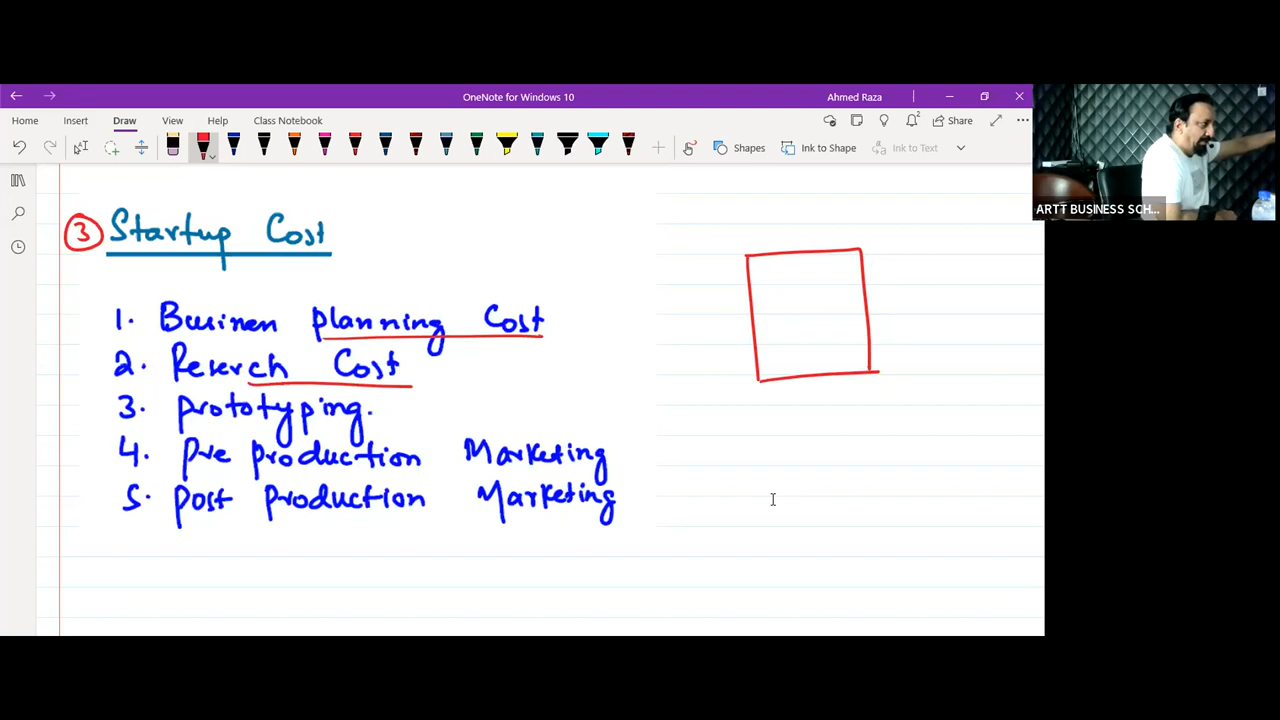 OneNote for Windows 10
Ahmed Raza
Home Insert Draw View Help Class Notebook
Share
Shapes Ink to Shape Ink to Text
ARTT BUSINESS SCH...
3 Startup Cost
1. Businen planning Cost
2. Reserch Cost
3. prototyping.
4. pre production Marketing
5. post production Marketing